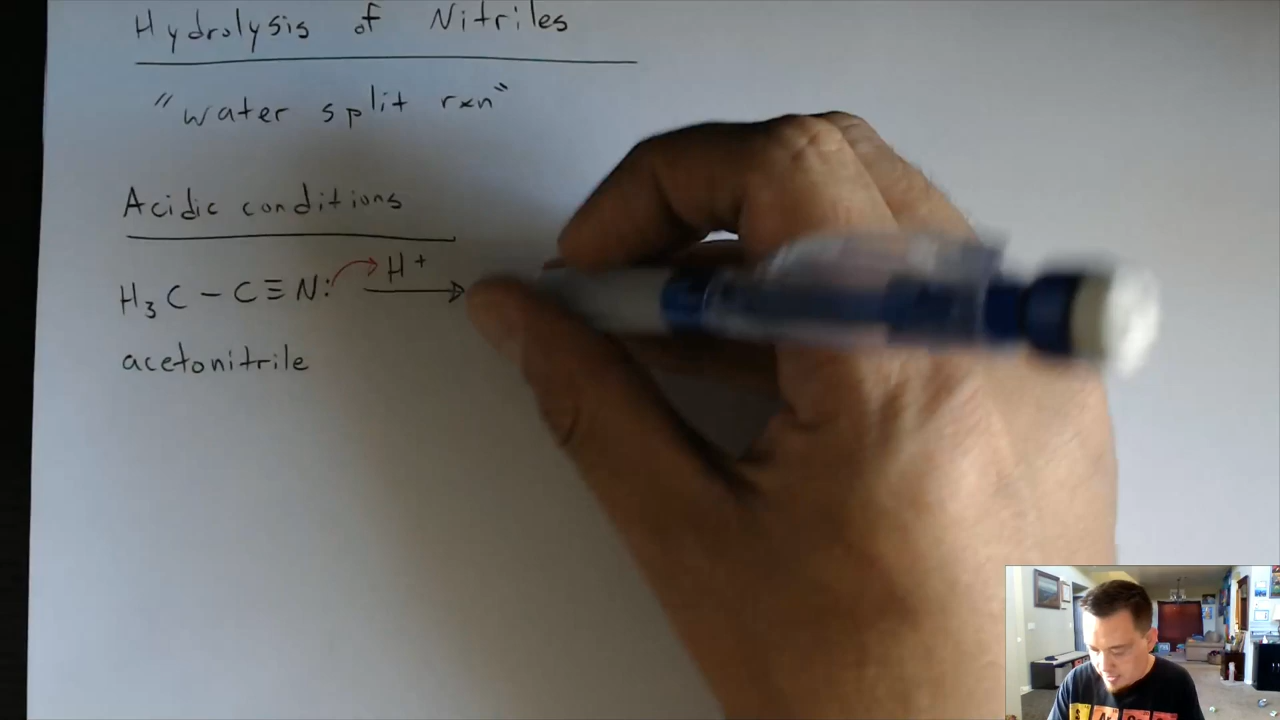 Hydrolysis of Nitriles
"water split rxn"
Acidic conditions
H₃C – C≡N: H⁺
acetonitrile